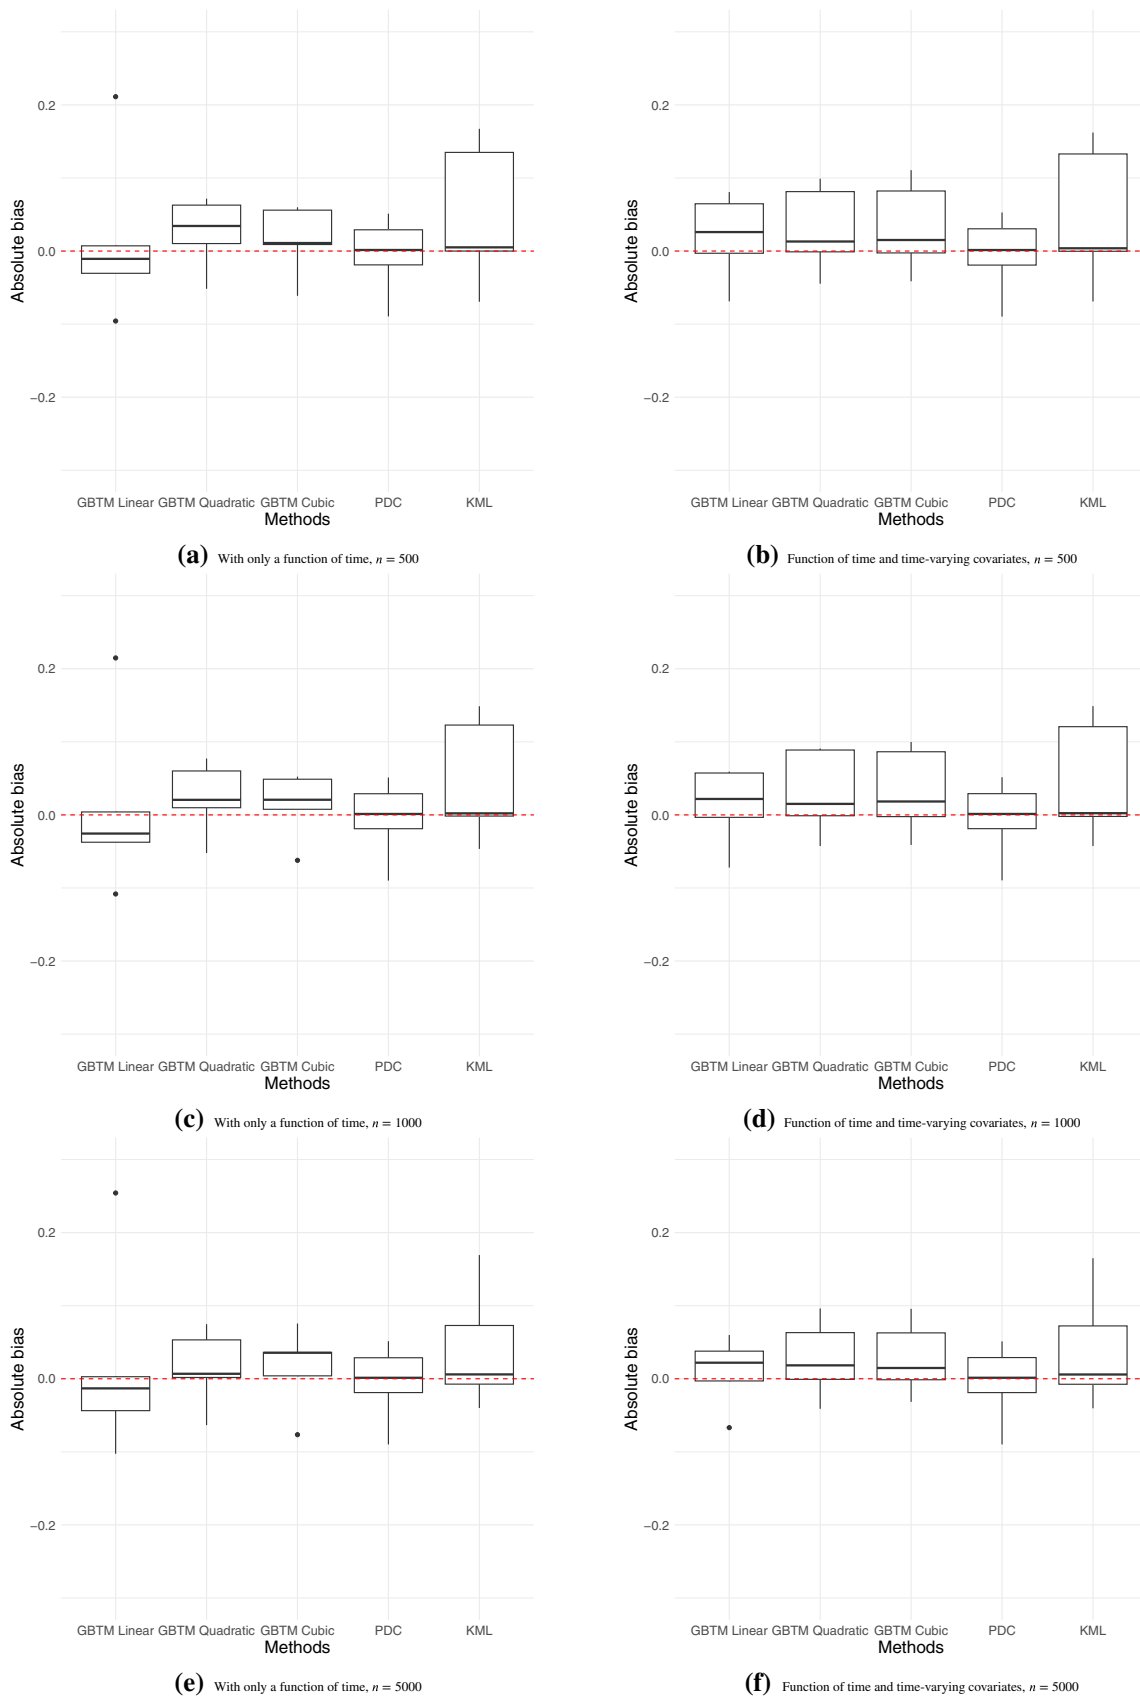 0.2
0.0
−0.2
Absolute bias
GBTM Linear GBTM Quadratic GBTM Cubic PDC KML
Methods
(a) With only a function of time, n = 500
0.2
0.0
−0.2
Absolute bias
GBTM Linear GBTM Quadratic GBTM Cubic PDC KML
Methods
(b) Function of time and time-varying covariates, n = 500
0.2
0.0
−0.2
Absolute bias
GBTM Linear GBTM Quadratic GBTM Cubic PDC KML
Methods
(c) With only a function of time, n = 1000
0.2
0.0
−0.2
Absolute bias
GBTM Linear GBTM Quadratic GBTM Cubic PDC KML
Methods
(d) Function of time and time-varying covariates, n = 1000
0.2
0.0
−0.2
Absolute bias
GBTM Linear GBTM Quadratic GBTM Cubic PDC KML
Methods
(e) With only a function of time, n = 5000
0.2
0.0
−0.2
Absolute bias
GBTM Linear GBTM Quadratic GBTM Cubic PDC KML
Methods
(f) Function of time and time-varying covariates, n = 5000